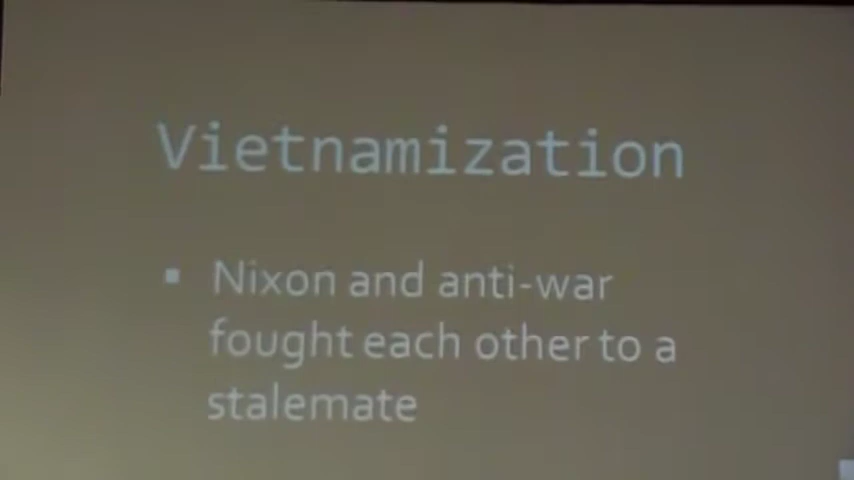 Vietnamization
▪ Nixon and anti-war
fought each other to a
stalemate